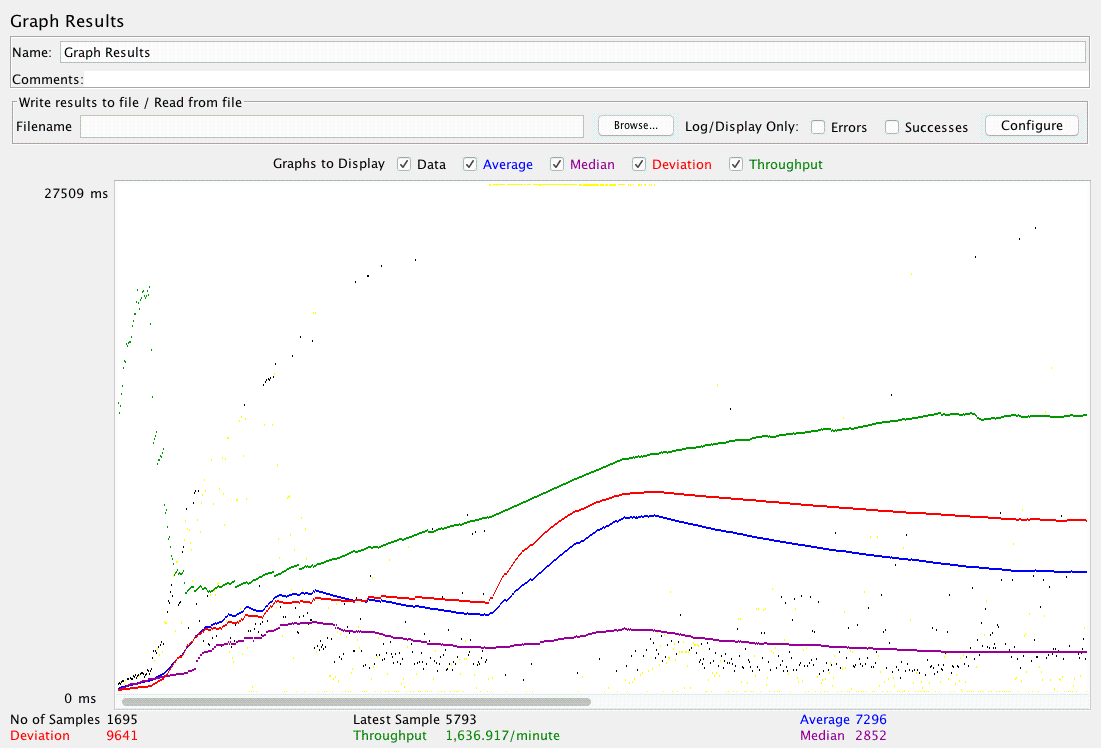 Graph Results
Name: Graph Results
Comments:
Write results to file / Read from file
Filename Browse... Log/Display Only: Errors Successes Configure
Graphs to Display Data Average Median Deviation Throughput
27509 ms
0 ms
No of Samples 1695 Latest Sample 5793 Average 7296
Deviation 9641 Throughput 1,636.917/minute Median 2852